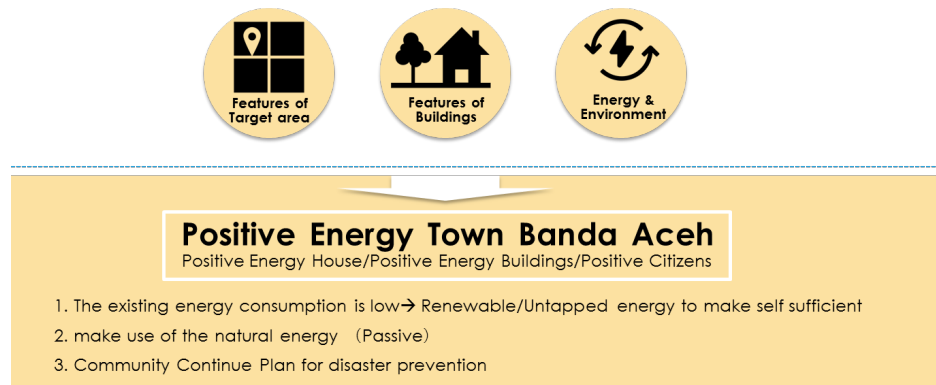 Features of
Target area
Features of
Buildings
Energy &
Environment
Positive Energy Town Banda Aceh
Positive Energy House/Positive Energy Buildings/Positive Citizens
1. The existing energy consumption is low→ Renewable/Untapped energy to make self sufficient
2. make use of the natural energy （Passive）
3. Community Continue Plan for disaster prevention